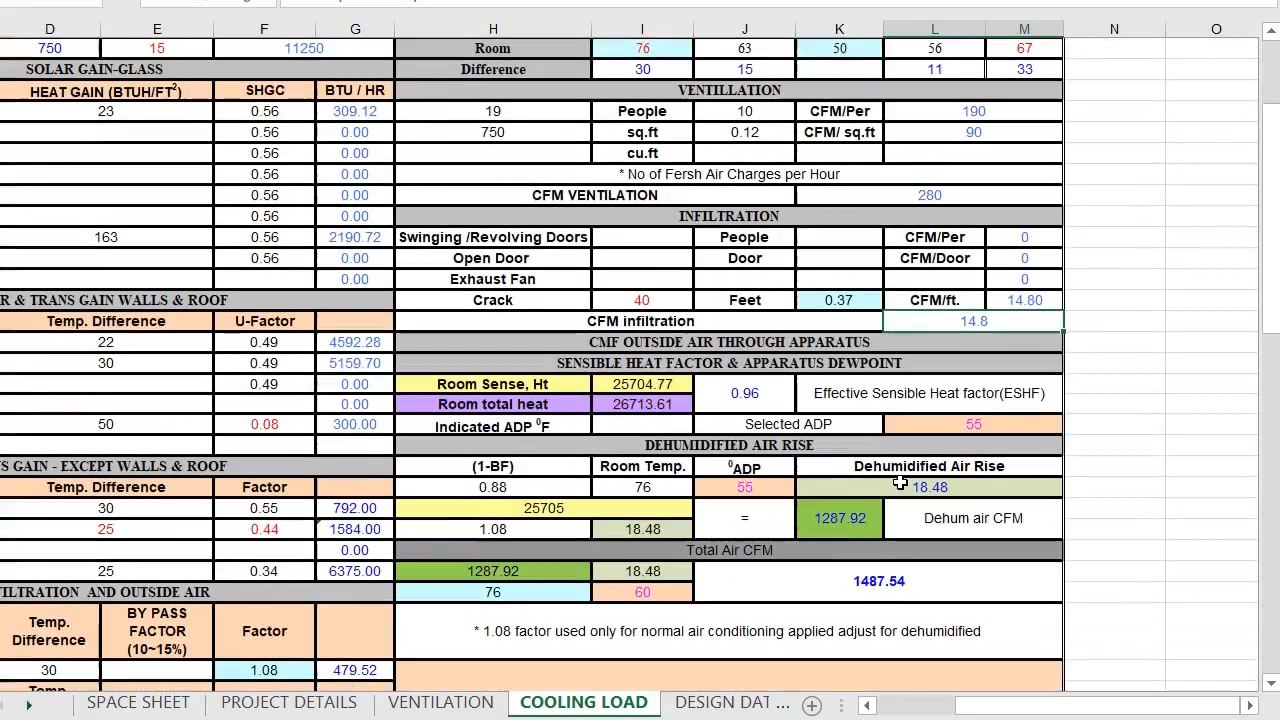 D E F G H I J K L M N O
750 15 11250 Room 76 63 50 56 67
SOLAR GAIN-GLASS Difference 30 15 11 33
HEAT GAIN (BTUH/FT²) SHGC BTU / HR VENTILLATION
23 0.56 309.12 19 People 10 CFM/Per 190
0.56 0.00 750 sq.ft 0.12 CFM/ sq.ft 90
0.56 0.00 cu.ft
0.56 0.00 * No of Fersh Air Charges per Hour
0.56 0.00 CFM VENTILATION 280
0.56 0.00 INFILTRATION
163 0.56 2190.72 Swinging /Revolving Doors People CFM/Per 0
0.56 0.00 Open Door Door CFM/Door 0
0.00 Exhaust Fan 0
R & TRANS GAIN WALLS & ROOF Crack 40 Feet 0.37 CFM/ft. 14.80
Temp. Difference U-Factor CFM infiltration 14.8
22 0.49 4592.28 CMF OUTSIDE AIR THROUGH APPARATUS
30 0.49 5159.70 SENSIBLE HEAT FACTOR & APPARATUS DEWPOINT
0.49 0.00 Room Sense, Ht 25704.77 0.96 Effective Sensible Heat factor(ESHF)
0.00 Room total heat 26713.61
50 0.08 300.00 Indicated ADP ⁰F Selected ADP 55
DEHUMIDIFIED AIR RISE
S GAIN - EXCEPT WALLS & ROOF (1-BF) Room Temp. ⁰ADP Dehumidified Air Rise
Temp. Difference Factor 0.88 76 55 18.48
30 0.55 792.00 25705 = 1287.92 Dehum air CFM
25 0.44 1584.00 1.08 18.48
0.00 Total Air CFM
25 0.34 6375.00 1287.92 18.48 1487.54
FILTRATION AND OUTSIDE AIR 76 60
Temp. Difference BY PASS FACTOR (10~15%) Factor * 1.08 factor used only for normal air conditioning applied adjust for dehumidified
30 1.08 479.52
Temp.
SPACE SHEET PROJECT DETAILS VENTILATION COOLING LOAD DESIGN DAT ...